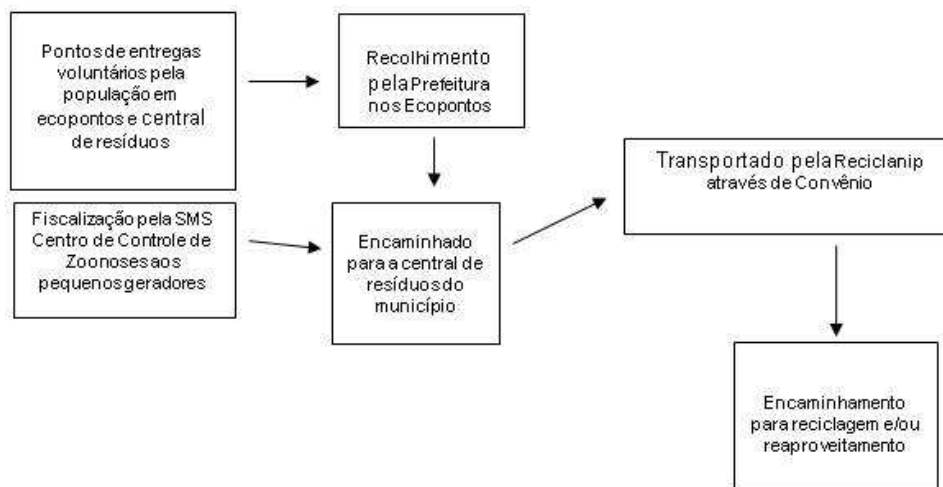 Pontos de entregas
voluntários pela
população em
ecopontos e central
de resíduos
Recolhimento
pela Prefeitura
nos Ecopontos
Transportado pela Reciclanip
através de Convênio
Fiscalização pela SMS
Centro de Controle de
Zoonoses aos
pequenos geradores
Encaminhado
para a central de
resíduos do
município
Encaminhamento
para reciclagem e/ou
reaproveitamento